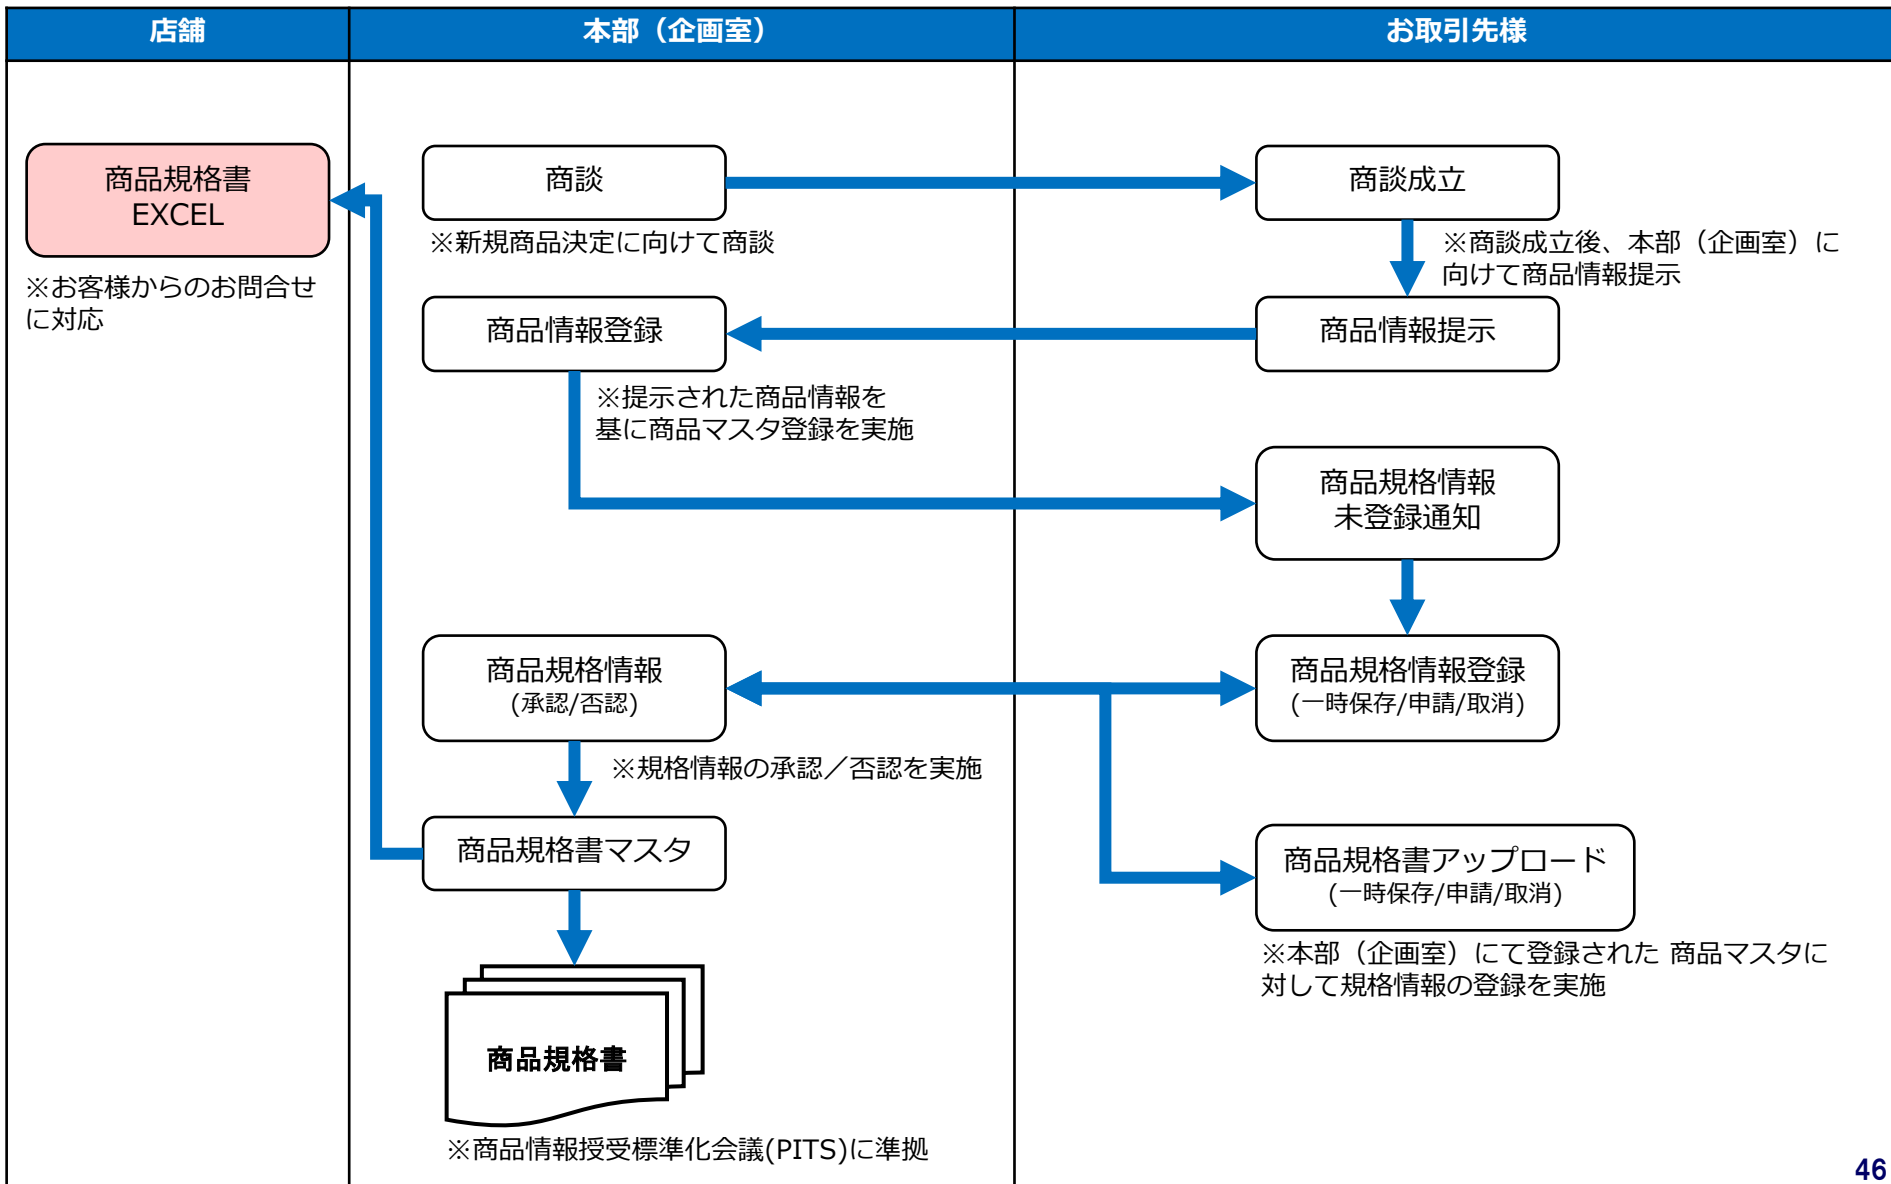 店舗
本部（企画室）
お取引先様
商品規格書
EXCEL
※お客様からのお問合せ
に対応
商談
※新規商品決定に向けて商談
商談成立
※商談成立後、本部（企画室）に
向けて商品情報提示
商品情報登録
商品情報提示
※提示された商品情報を
基に商品マスタ登録を実施
商品規格情報
未登録通知
商品規格情報
(承認/否認)
商品規格情報登録
(一時保存/申請/取消)
※規格情報の承認／否認を実施
商品規格書マスタ
商品規格書アップロード
(一時保存/申請/取消)
※本部（企画室）にて登録された 商品マスタに
対して規格情報の登録を実施
商品規格書
※商品情報授受標準化会議(PITS)に準拠
46